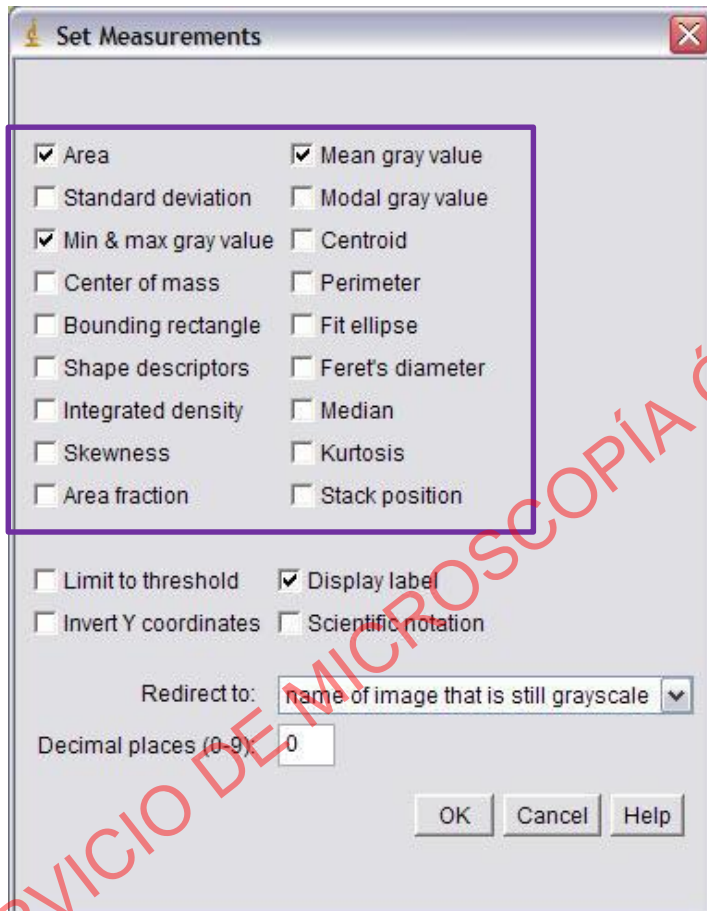 Set Measurements
Area Mean gray value
Standard deviation Modal gray value
Min & max gray value Centroid
Center of mass Perimeter
Bounding rectangle Fit ellipse
Shape descriptors Feret's diameter
Integrated density Median
Skewness Kurtosis
Area fraction Stack position
Limit to threshold Display label
Invert Y coordinates Scientific notation
Redirect to: name of image that is still grayscale
Decimal places (0-9): 0
OK Cancel Help
DE MICROSCOPÍA